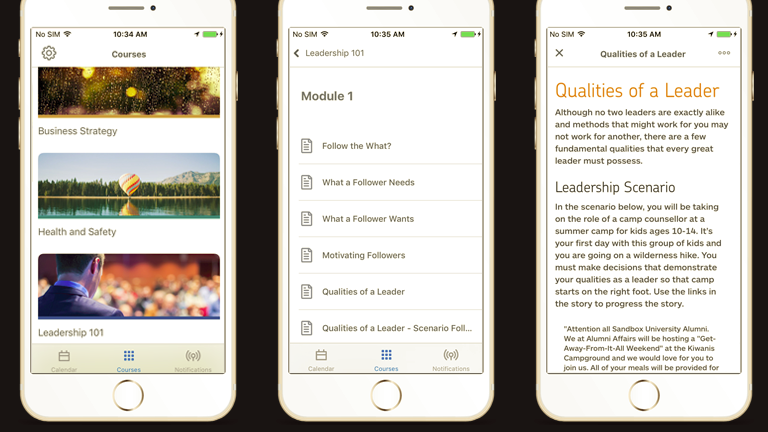 No SIM 10:34 AM
Courses
Business Strategy
Health and Safety
Leadership 101
Calendar Courses Notifications
No SIM 10:35 AM
Leadership 101
Module 1
Follow the What?
What a Follower Needs
What a Follower Wants
Motivating Followers
Qualities of a Leader
Qualities of a Leader - Scenario Foll...
Calendar Courses Notifications
No SIM 10:35 AM
Qualities of a Leader
Qualities of a Leader
Although no two leaders are exactly alike
and methods that might work for you may
not work for another, there are a few
fundamental qualities that every great
leader must possess.
Leadership Scenario
In the scenario below, you will be taking
on the role of a camp counsellor at a
summer camp for kids ages 10-14. It's
your first day with this group of kids and
you are going on a wilderness hike. You
must make decisions that demonstrate
your qualities as a leader so that camp
starts on the right foot. Use the links in
the story to progress the story.
"Attention all Sandbox University Alumni.
We at Alumni Affairs will be hosting a "Get-
Away-From-It-All Weekend" at the Kiwanis
Campground and we would love for you to
join us. All of your meals will be provided for